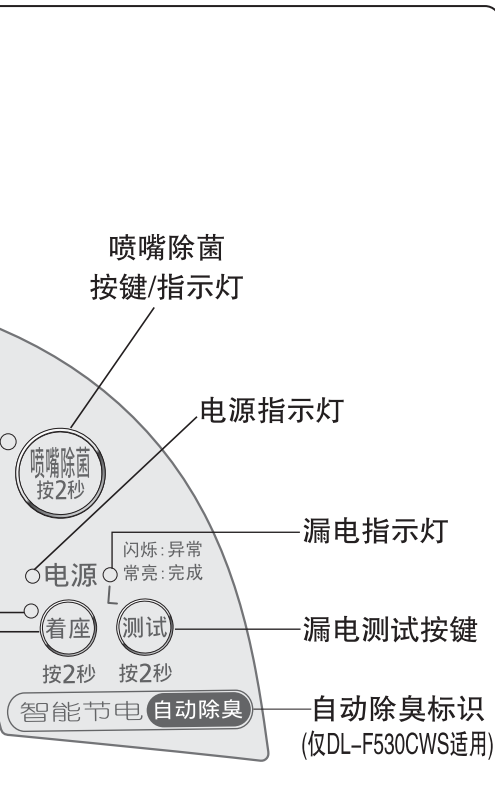 喷嘴除菌
按键/指示灯
电源指示灯
喷嘴除菌
按2秒
漏电指示灯
闪烁:异常
常亮:完成
电源
着座
测试
漏电测试按键
按2秒
按2秒
智能节电
自动除臭
自动除臭标识
(仅DL-F530CWS适用)